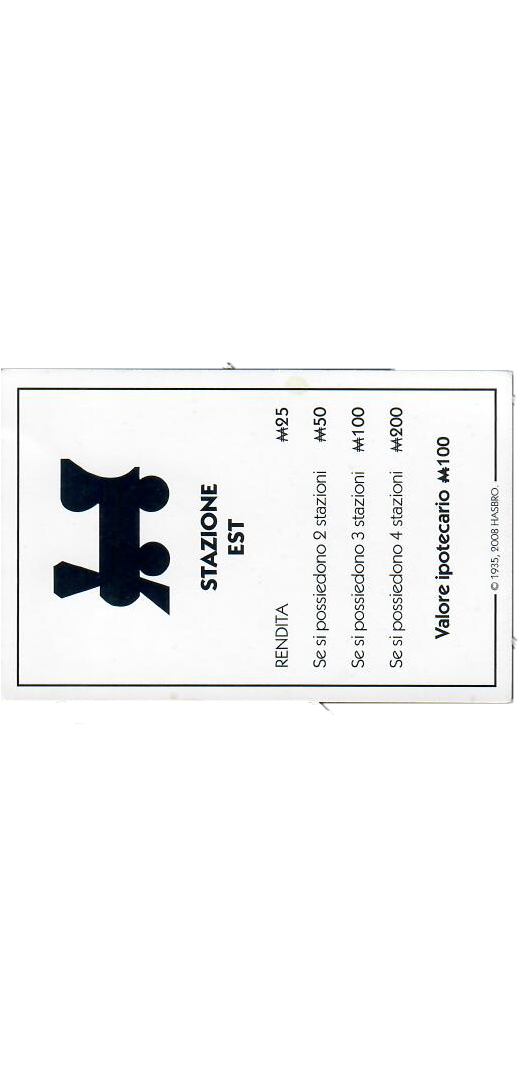 STAZIONE
EST
RENDITA ₩25
Se si possiedono 2 stazioni ₩50
Se si possiedono 3 stazioni ₩100
Se si possiedono 4 stazioni ₩200
Valore ipotecario ₩100
© 1935, 2008 HASBRO.